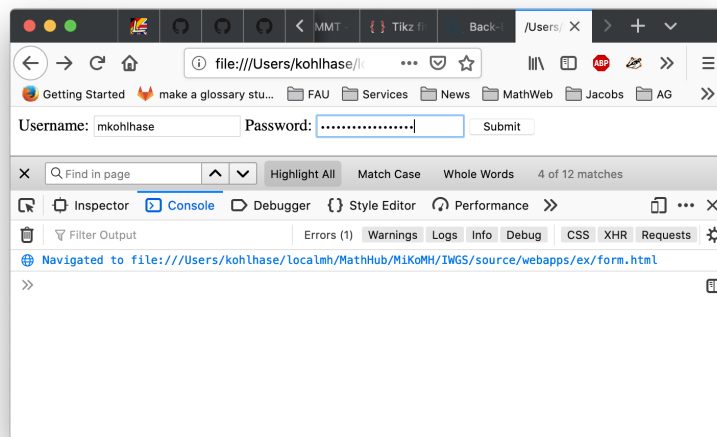 MMT - Tikz fi Back- /Users/
file:///Users/kohlhase/l
Getting Started make a glossary stu... FAU Services News MathWeb Jacobs AG
Username: mkohlhase Password: •••••••••••••••••• Submit
Find in page Highlight All Match Case Whole Words 4 of 12 matches
Inspector Console Debugger {} Style Editor Performance
Filter Output Errors (1) Warnings Logs Info Debug CSS XHR Requests
Navigated to file:///Users/kohlhase/localmh/MathHub/MiKoMH/IWGS/source/webapps/ex/form.html